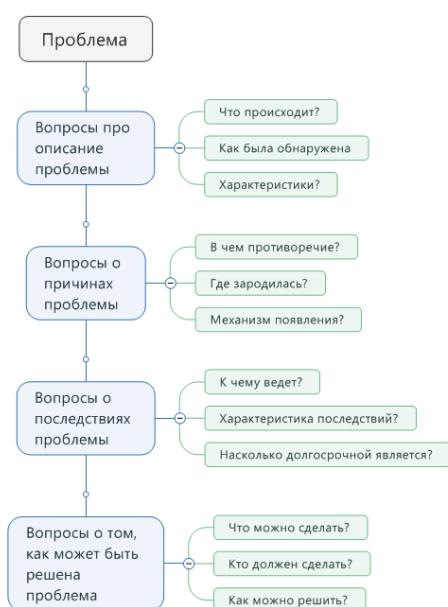 Проблема
Вопросы про
описание
проблемы
Что происходит?
Как была обнаружена
Характеристики?
Вопросы о
причинах
проблемы
В чем противоречие?
Где зародилась?
Механизм появления?
Вопросы о
последствиях
проблемы
К чему ведет?
Характеристика последствий?
Насколько долгосрочной является?
Вопросы о том,
как может быть
решена
проблема
Что можно сделать?
Кто должен сделать?
Как можно решить?